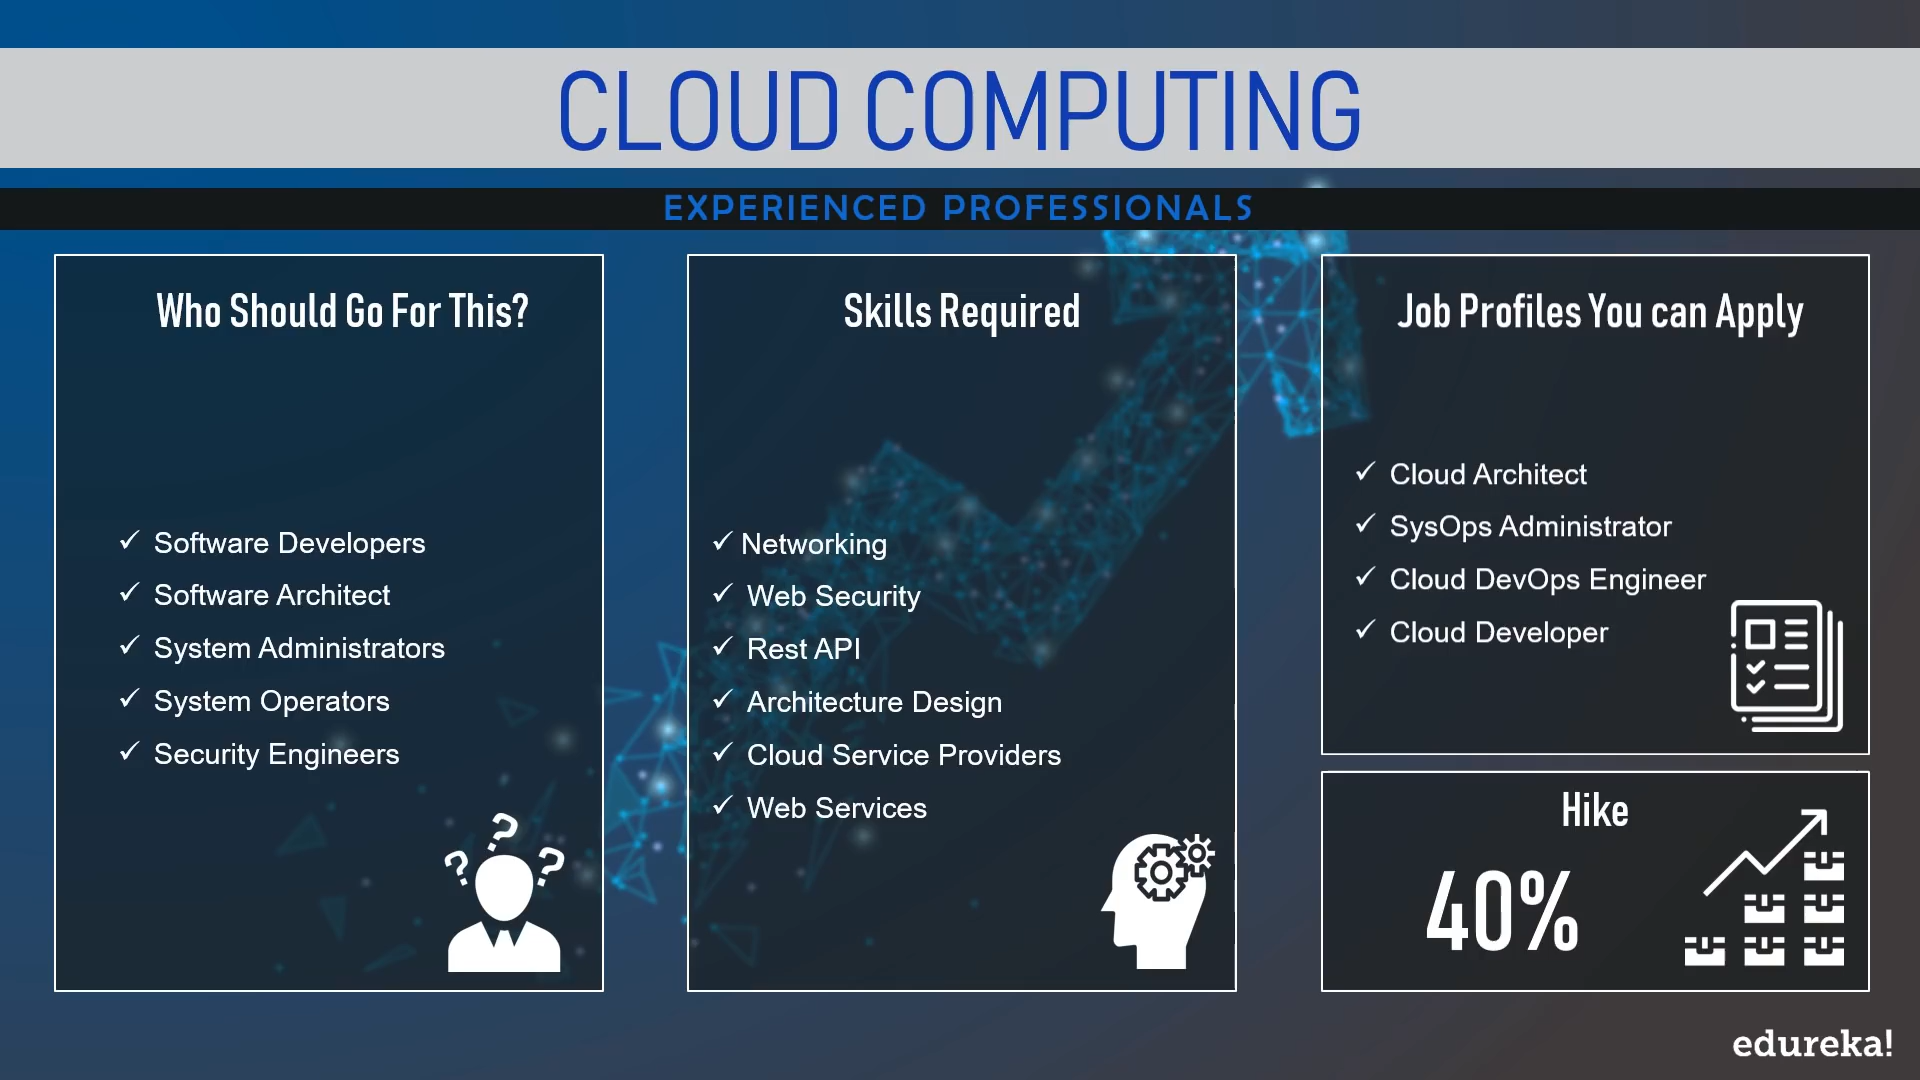 CLOUD COMPUTING
EXPERIENCED PROFESSIONALS
Who Should Go For This?
✓ Software Developers
✓ Software Architect
✓ System Administrators
✓ System Operators
✓ Security Engineers
Skills Required
✓ Networking
✓ Web Security
✓ Rest API
✓ Architecture Design
✓ Cloud Service Providers
✓ Web Services
Job Profiles You can Apply
✓ Cloud Architect
✓ SysOps Administrator
✓ Cloud DevOps Engineer
✓ Cloud Developer
Hike
40%
edureka!